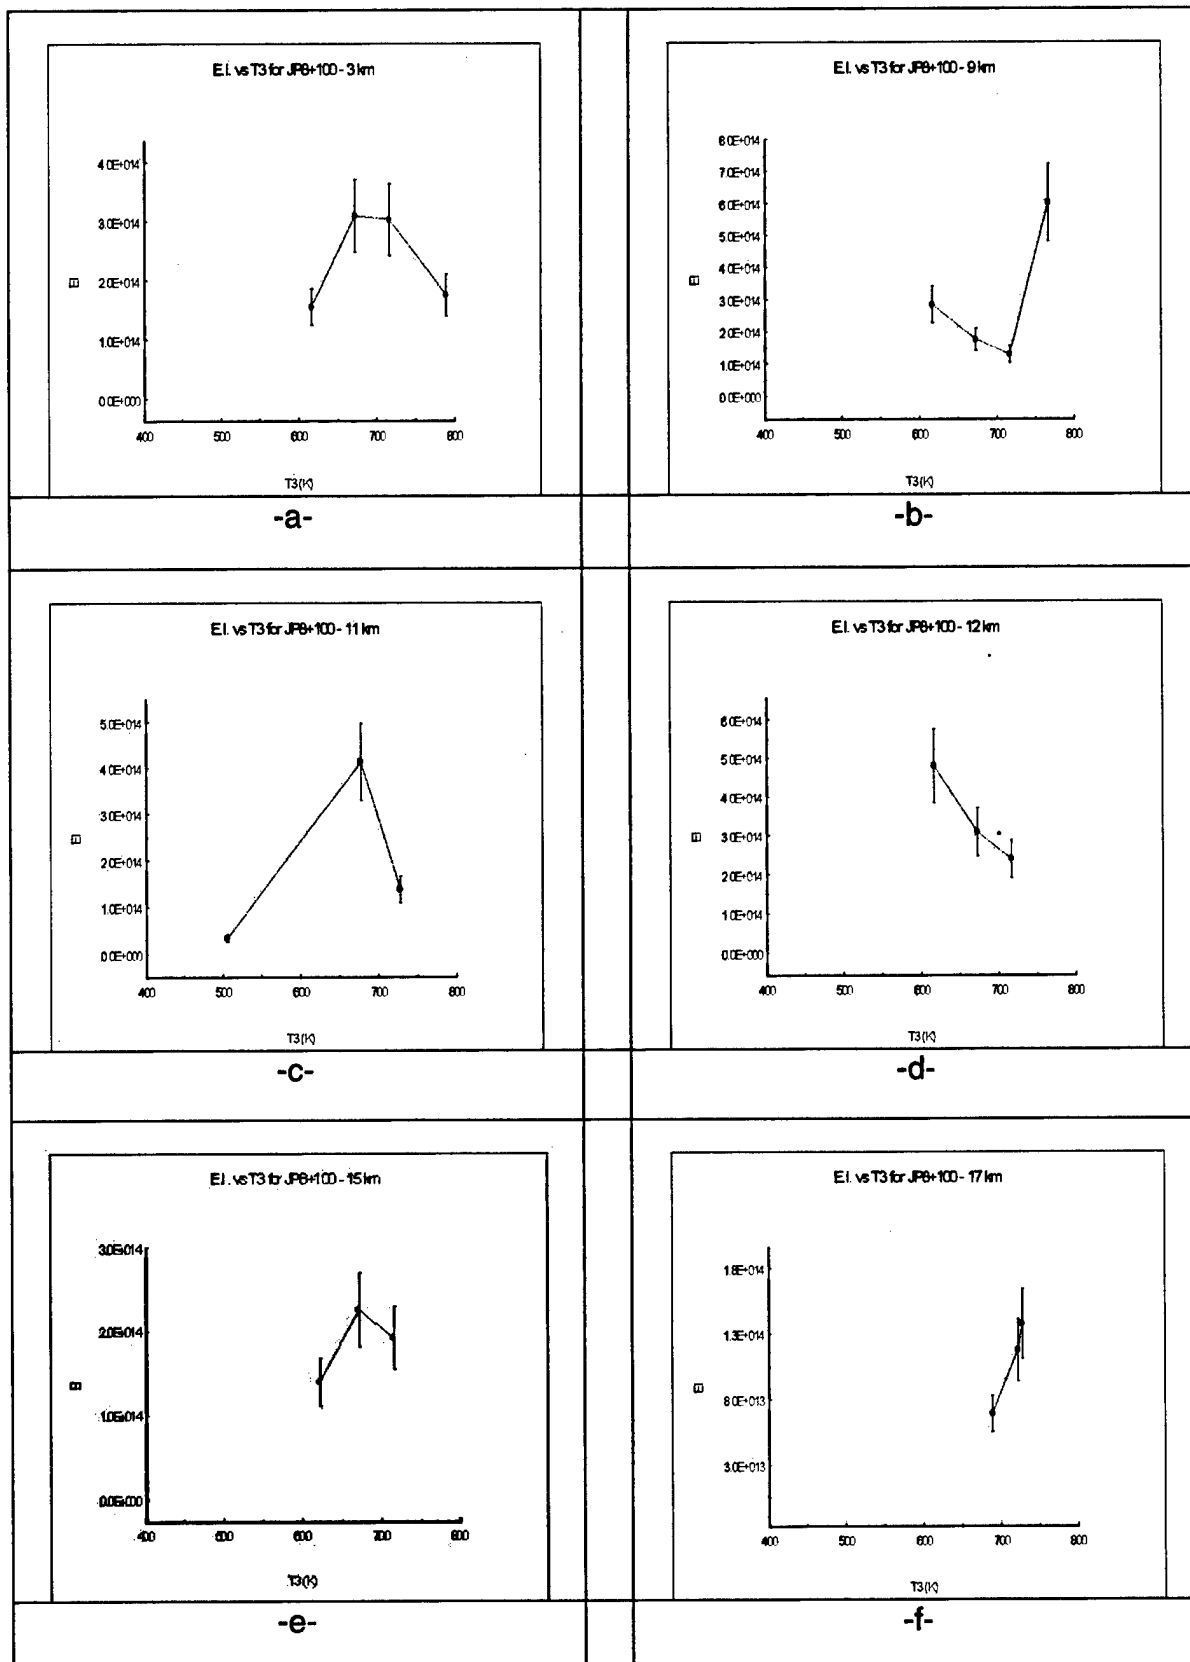 E.I. vs T3 for JP8+100 - 3 km
4.0E+014
3.0E+014
EI
2.0E+014
1.0E+014
0.0E+000
400 500 600 700 800
T3(K)
-a-
E.I. vs T3 for JP8+100 - 9 km
8.0E+014
7.0E+014
6.0E+014
5.0E+014
4.0E+014
EI
3.0E+014
2.0E+014
1.0E+014
0.0E+000
400 500 600 700 800
T3(K)
-b-
E.I. vs T3 for JP8+100 - 11 km
5.0E+014
4.0E+014
3.0E+014
EI
2.0E+014
1.0E+014
0.0E+000
400 500 600 700 800
T3(K)
-c-
E.I. vs T3 for JP8+100 - 12 km
6.0E+014
5.0E+014
4.0E+014
EI
3.0E+014
2.0E+014
1.0E+014
0.0E+000
400 500 600 700 800
T3(K)
-d-
E.I. vs T3 for JP8+100 - 15 km
3.0E+014
2.0E+014
EI
1.0E+014
0.0E+000
400 500 600 700 800
T3(K)
-e-
E.I. vs T3 for JP8+100 - 17 km
1.8E+014
1.3E+014
EI
8.0E+013
3.0E+013
400 500 600 700 800
T3(K)
-f-